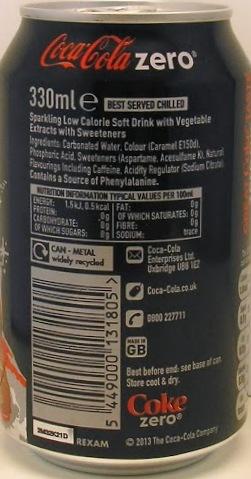 Coca-Cola zero®
330ml e BEST SERVED CHILLED
Sparkling Low Calorie Soft Drink with Vegetable
Extracts with Sweeteners
Ingredients: Carbonated Water, Colour (Caramel E150d),
Phosphoric Acid, Sweeteners (Aspartame, Acesulfame K), Natural
Flavourings Including Caffeine, Acidity Regulator (Sodium Citrate).
Contains a Source of Phenylalanine.
NUTRITION INFORMATION TYPICAL VALUES PER 100ml
ENERGY: 1.5kJ, 0.5kcal FAT: 0g
PROTEIN: 0g OF WHICH SATURATES: 0g
CARBOHYDRATE: 0g FIBRE: 0g
OF WHICH SUGARS: 0g SODIUM: trace
CAN - METAL
widely recycled
Coca-Cola
Enterprises Ltd,
Uxbridge UB8 1EZ
Coca-Cola.co.uk
0800 227711
MADE IN
GB
5 449000 131805
Best before end: see base of can.
Store cool & dry.
Coke
zero®
REXAM
© 2013 The Coca-Cola Company